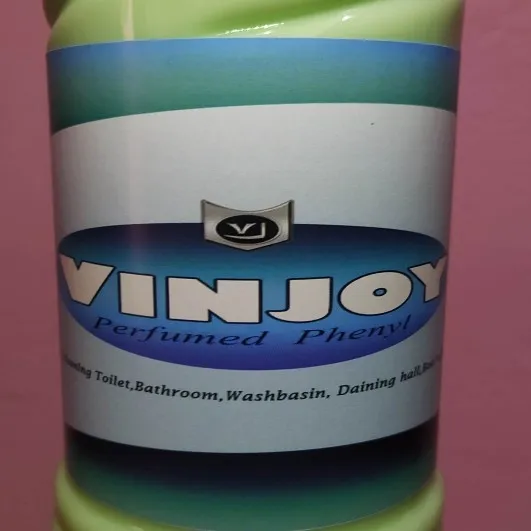 VJ
VINJOY
Perfumed Phenyl
Toilet,Bathroom,Washbasin, Daining hall,